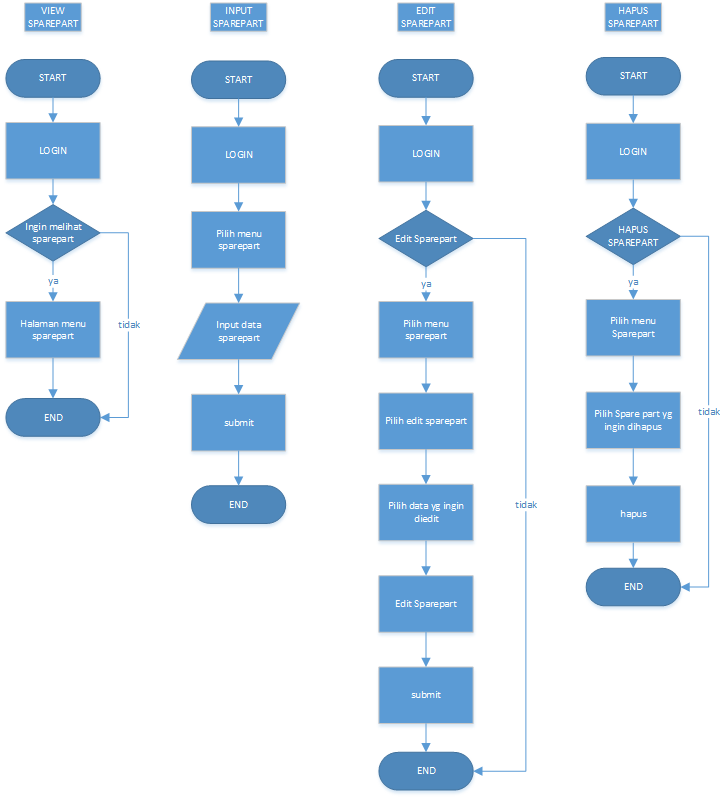 VIEW
SPAREPART
START
LOGIN
Ingin melihat
sparepart
ya
Halaman menu
sparepart
tidak
END
INPUT
SPAREPART
START
LOGIN
Pilih menu
sparepart
Input data
sparepart
submit
END
EDIT
SPAREPART
START
LOGIN
Edit Sparepart
ya
Pilih menu
sparepart
Pilih edit sparepart
Pilih data yg ingin
diedit
tidak
Edit Sparepart
submit
END
HAPUS
SPAREPART
START
LOGIN
HAPUS
SPAREPART
ya
Pilih menu
Sparepart
Pilih Spare part yg
ingin dihapus
tidak
hapus
END